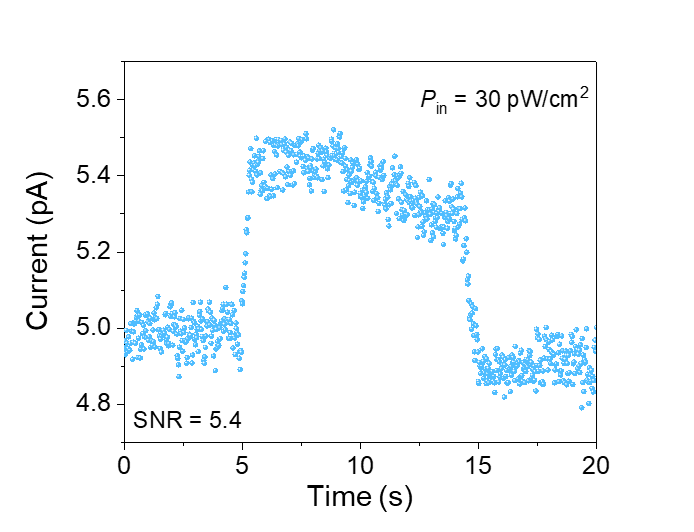 P_in = 30 pW/cm²
5.6
5.4
5.2
5.0
4.8
Current (pA)
SNR = 5.4
0 5 10 15 20
Time (s)